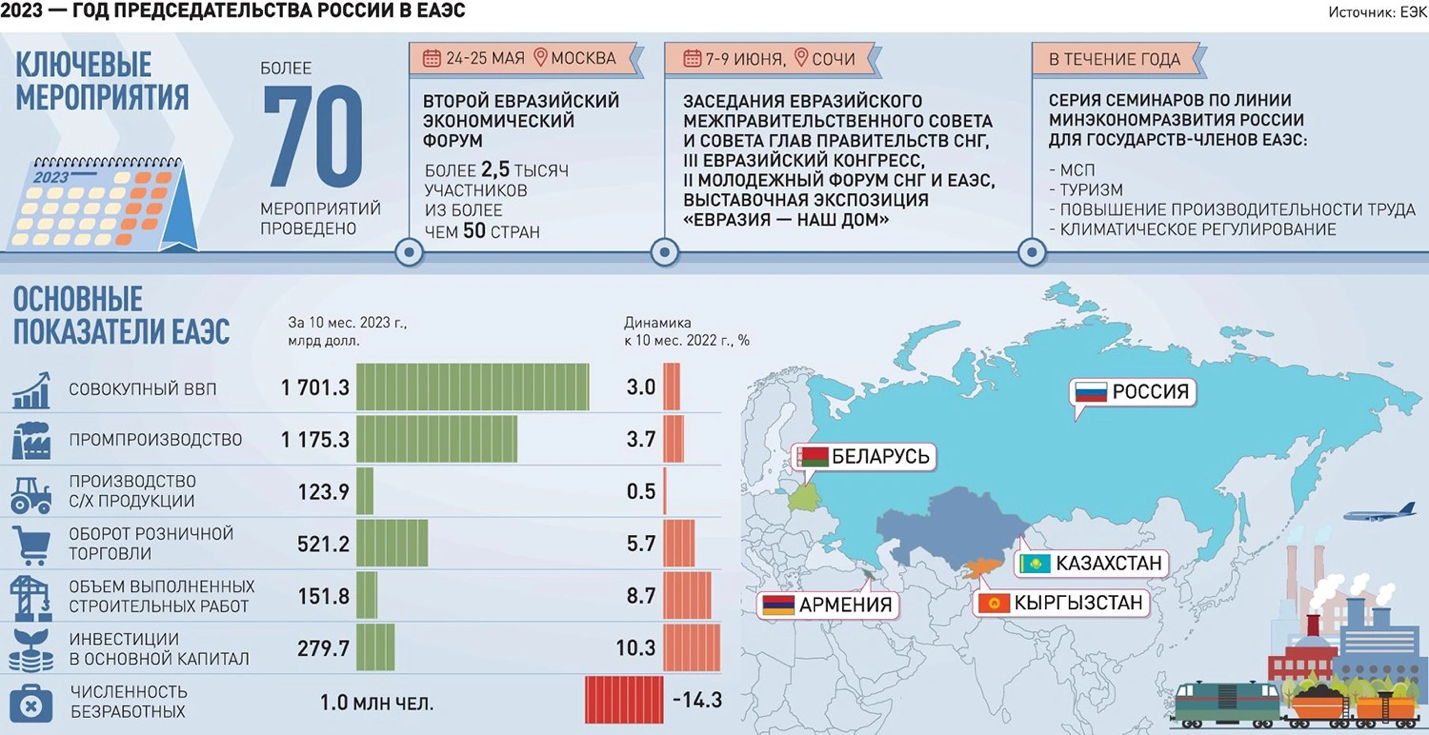 2023 — ГОД ПРЕДСЕДАТЕЛЬСТВА РОССИИ В ЕАЭС
Источник: ЕЭК
КЛЮЧЕВЫЕ
МЕРОПРИЯТИЯ
2023
БОЛЕЕ
70
МЕРОПРИЯТИЙ
ПРОВЕДЕНО
24-25 МАЯ МОСКВА
ВТОРОЙ ЕВРАЗИЙСКИЙ
ЭКОНОМИЧЕСКИЙ
ФОРУМ
БОЛЕЕ 2,5 ТЫСЯЧ
УЧАСТНИКОВ
ИЗ БОЛЕЕ
ЧЕМ 50 СТРАН
7-9 ИЮНЯ, СОЧИ
ЗАСЕДАНИЯ ЕВРАЗИЙСКОГО
МЕЖПРАВИТЕЛЬСТВЕННОГО СОВЕТА
И СОВЕТА ГЛАВ ПРАВИТЕЛЬСТВ СНГ,
III ЕВРАЗИЙСКИЙ КОНГРЕСС,
II МОЛОДЕЖНЫЙ ФОРУМ СНГ И ЕАЭС,
ВЫСТАВОЧНАЯ ЭКСПОЗИЦИЯ
«ЕВРАЗИЯ — НАШ ДОМ»
В ТЕЧЕНИЕ ГОДА
СЕРИЯ СЕМИНАРОВ ПО ЛИНИИ
МИНЭКОНОМРАЗВИТИЯ РОССИИ
ДЛЯ ГОСУДАРСТВ-ЧЛЕНОВ ЕАЭС:
- МСП
- ТУРИЗМ
- ПОВЫШЕНИЕ ПРОИЗВОДИТЕЛЬНОСТИ ТРУДА
- КЛИМАТИЧЕСКОЕ РЕГУЛИРОВАНИЕ
ОСНОВНЫЕ
ПОКАЗАТЕЛИ ЕАЭС
За 10 мес. 2023 г.,
млрд долл.
Динамика
к 10 мес. 2022 г., %
СОВОКУПНЫЙ ВВП
1 701.3
3.0
ПРОМПРОИЗВОДСТВО
1 175.3
3.7
ПРОИЗВОДСТВО
С/Х ПРОДУКЦИИ
123.9
0.5
ОБОРОТ РОЗНИЧНОЙ
ТОРГОВЛИ
521.2
5.7
ОБЪЕМ ВЫПОЛНЕННЫХ
СТРОИТЕЛЬНЫХ РАБОТ
151.8
8.7
ИНВЕСТИЦИИ
В ОСНОВНОЙ КАПИТАЛ
279.7
10.3
ЧИСЛЕННОСТЬ
БЕЗРАБОТНЫХ
1.0 МЛН ЧЕЛ.
-14.3
РОССИЯ
БЕЛАРУСЬ
КАЗАХСТАН
АРМЕНИЯ
КЫРГЫЗСТАН